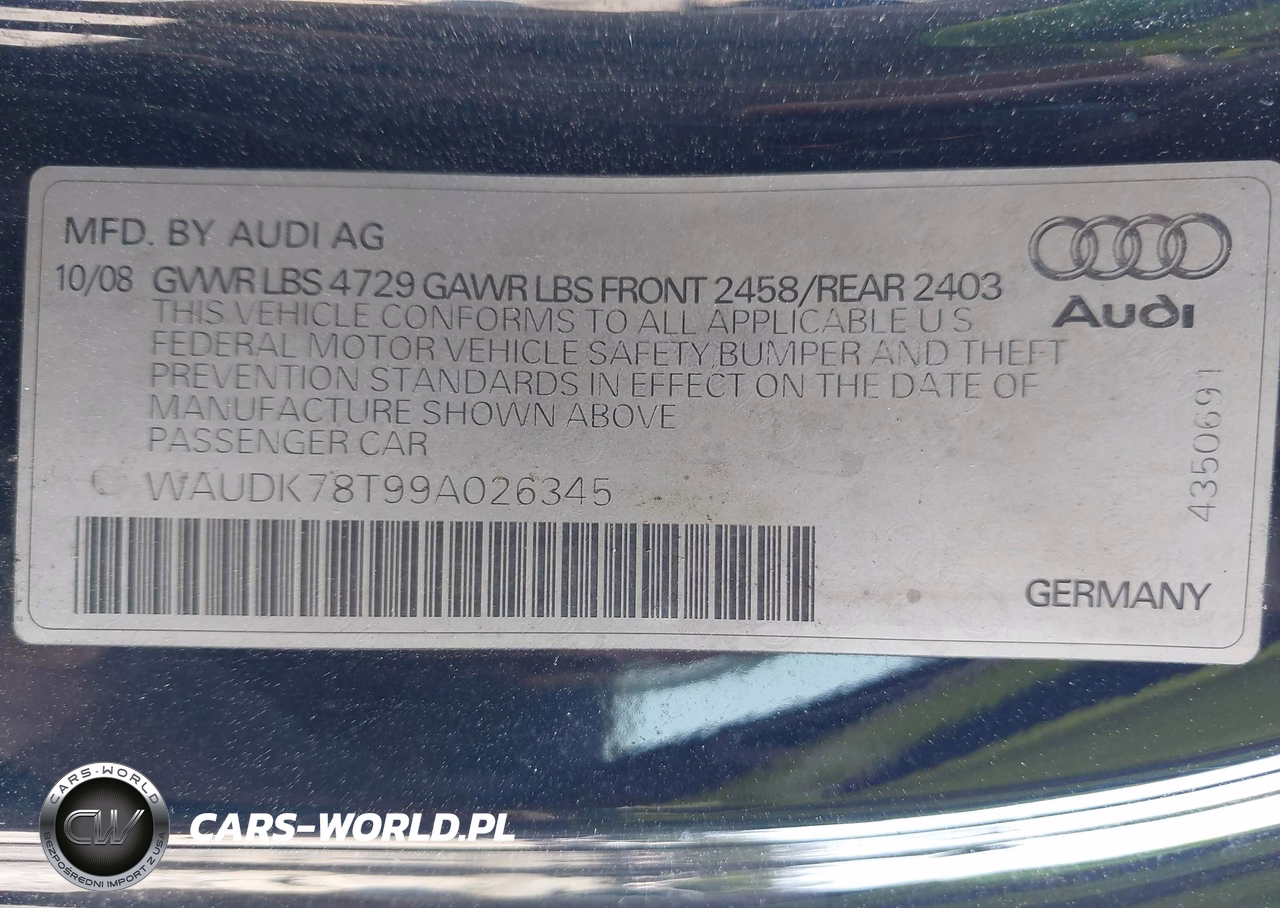 MFD. BY AUDI AG
10/08 GVWR LBS 4729 GAWR LBS FRONT 2458/REAR 2403
THIS VEHICLE CONFORMS TO ALL APPLICABLE U S
FEDERAL MOTOR VEHICLE SAFETY, BUMPER AND THEFT
PREVENTION STANDARDS IN EFFECT ON THE DATE OF
MANUFACTURE SHOWN ABOVE
PASSENGER CAR
WAUDK78T99A026345
Audi
4350691
GERMANY
CARS-WORLD
CW
BEZPOŚREDNI IMPORT Z USA
CARS-WORLD.PL